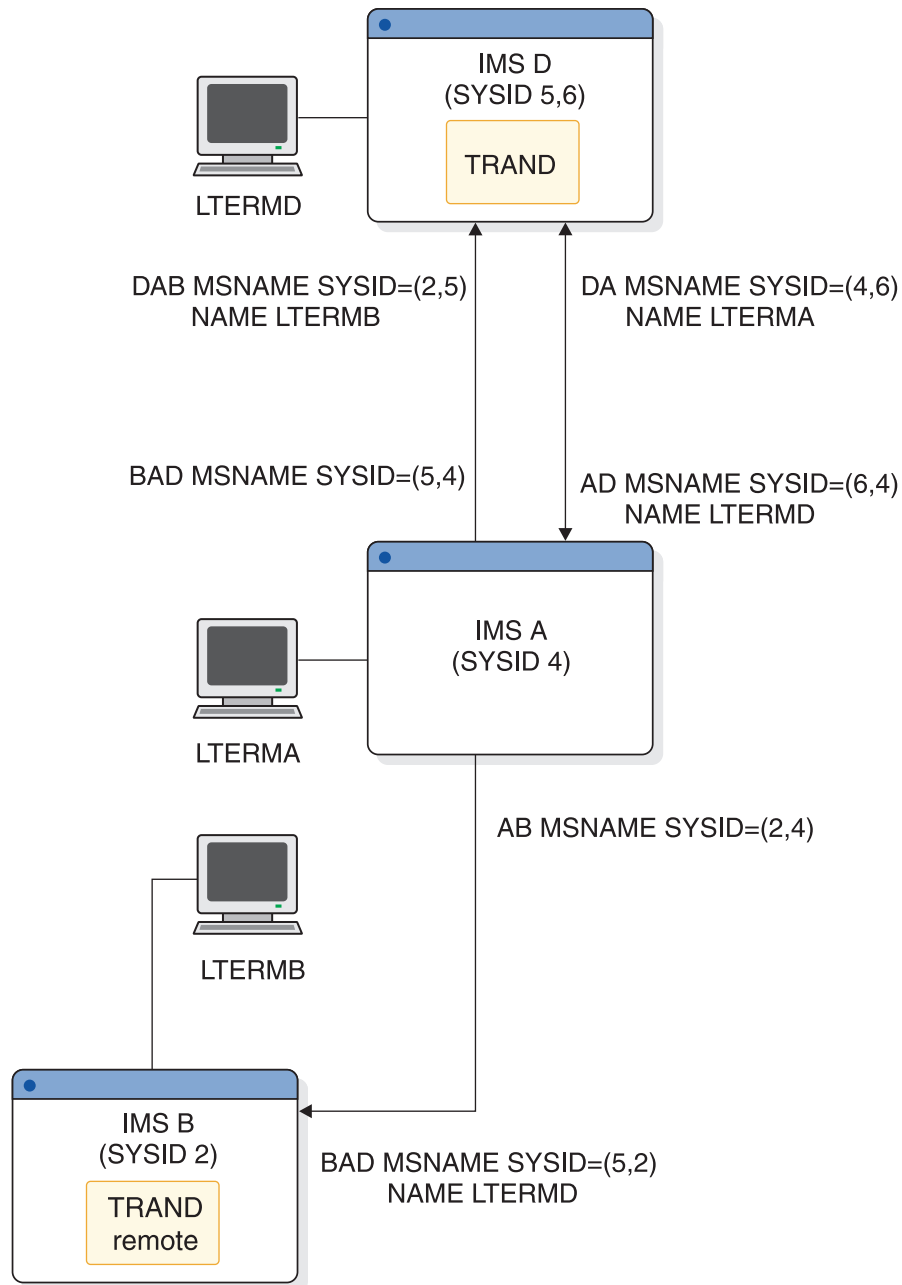 IMS D
(SYSID 5,6)
TRAND
LTERMD
DAB MSNAME SYSID=(2,5)
NAME LTERMB
DA MSNAME SYSID=(4,6)
NAME LTERMA
BAD MSNAME SYSID=(5,4)
AD MSNAME SYSID=(6,4)
NAME LTERMD
IMS A
(SYSID 4)
LTERMA
AB MSNAME SYSID=(2,4)
LTERMB
IMS B
(SYSID 2)
TRAND
remote
BAD MSNAME SYSID=(5,2)
NAME LTERMD